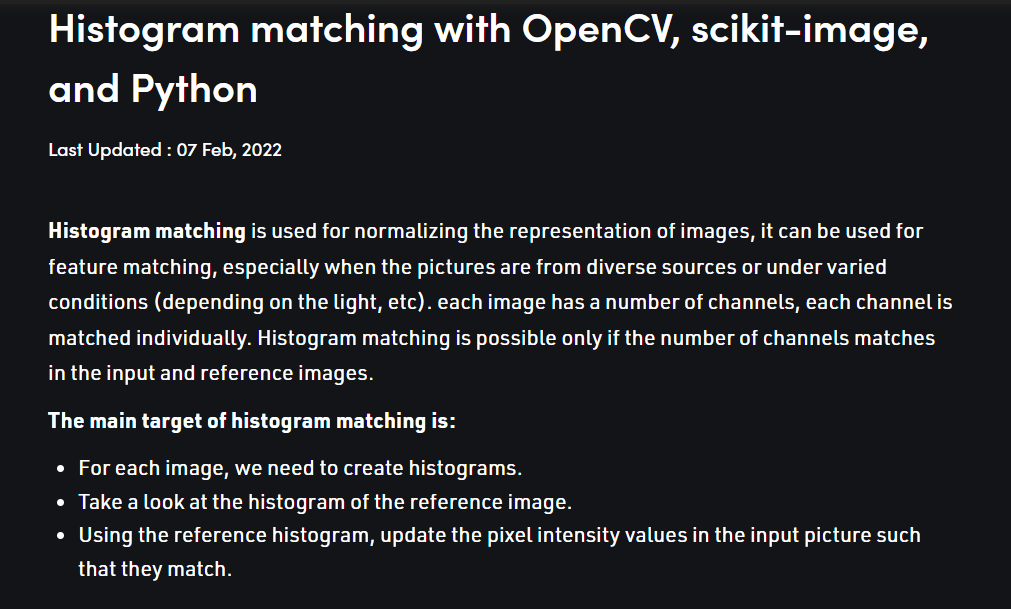 Histogram matching with OpenCV, scikit-image,
and Python
Last Updated : 07 Feb, 2022
Histogram matching is used for normalizing the representation of images, it can be used for
feature matching, especially when the pictures are from diverse sources or under varied
conditions (depending on the light, etc). each image has a number of channels, each channel is
matched individually. Histogram matching is possible only if the number of channels matches
in the input and reference images.
The main target of histogram matching is:
• For each image, we need to create histograms.
• Take a look at the histogram of the reference image.
• Using the reference histogram, update the pixel intensity values in the input picture such
that they match.